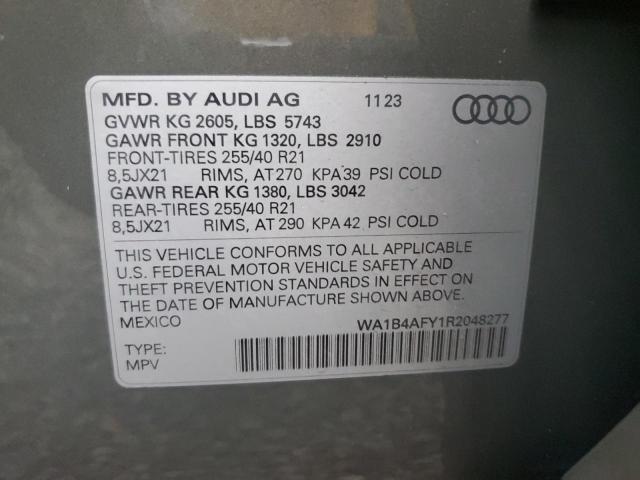 MFD. BY AUDI AG 11 23
GVWR KG 2605, LBS 5743
GAWR FRONT KG 1320, LBS 2910
FRONT-TIRES 255/40 R21
8,5JX21 RIMS, AT 270 KPA 39 PSI COLD
GAWR REAR KG 1380, LBS 3042
REAR-TIRES 255/40 R21
8,5JX21 RIMS, AT 290 KPA 42 PSI COLD
THIS VEHICLE CONFORMS TO ALL APPLICABLE
U.S. FEDERAL MOTOR VEHICLE SAFETY AND
THEFT PREVENTION STANDARDS IN EFFECT ON
THE DATE OF MANUFACTURE SHOWN ABOVE.
MEXICO WA1B4AFY1R2048277
TYPE:
MPV